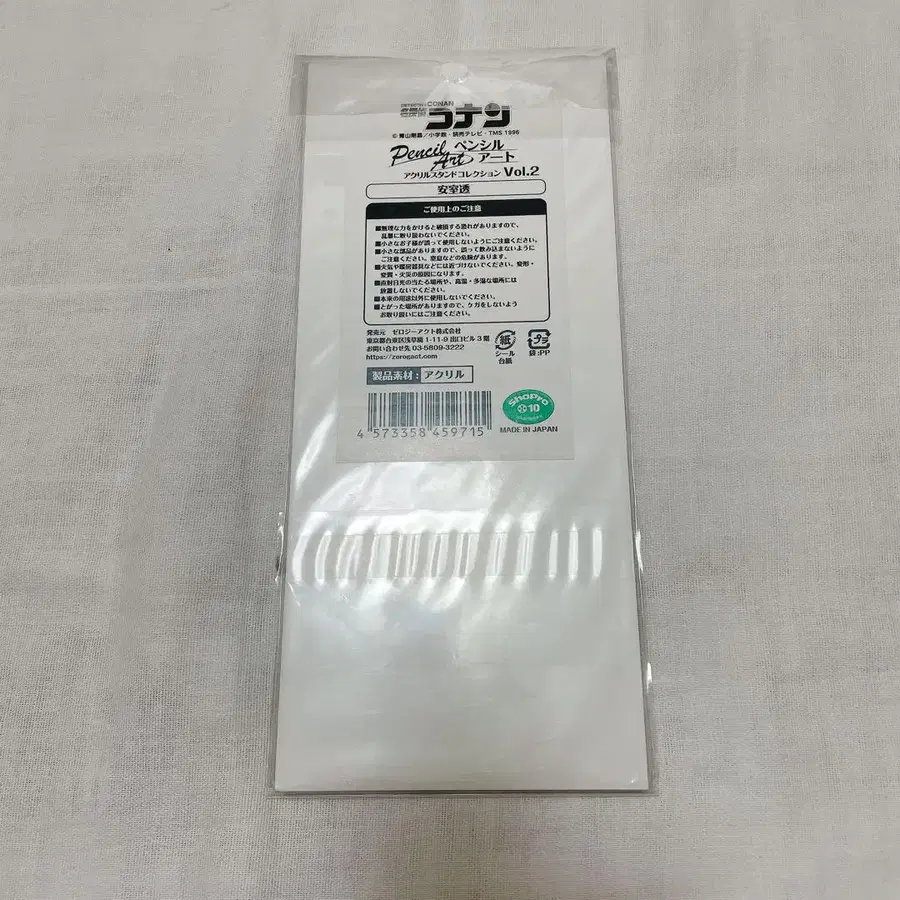 CONAN
名探偵コナン
© 青山剛昌/小学館・読売テレビ・TMS 1996
Pencil Art ペンシルアート
アクリルスタンドコレクション Vol.2
安室透
ご使用上のご注意
■無理な力をかけると破損する恐れがありますので、
乱暴に取り扱わないでください。
■小さなお子様が誤って使用しないようにご注意ください。
■小さな部品がありますので、誤って飲み込まないように
ご注意ください。窒息などの危険があります。
■火気や暖房器具などには近づけないでください。変形・
変質・火災の原因になります。
■直射日光の当たる場所や、高温・多湿な場所には
放置しないでください。
■本来の用途以外に使用しないでください。
■とがった場所がありますので、ケガをしないよう
お取り扱いにはご注意ください。
発売元 ゼロジーアクト株式会社
東京都台東区浅草橋 1-11-9 出口ビル 3 階
お問い合わせ先 03-5809-3222
https://zerogact.com
紙
シール
台紙
プラ
袋:PP
製品素材:アクリル
4 573358 459715
ShoPro
10
MADE IN JAPAN